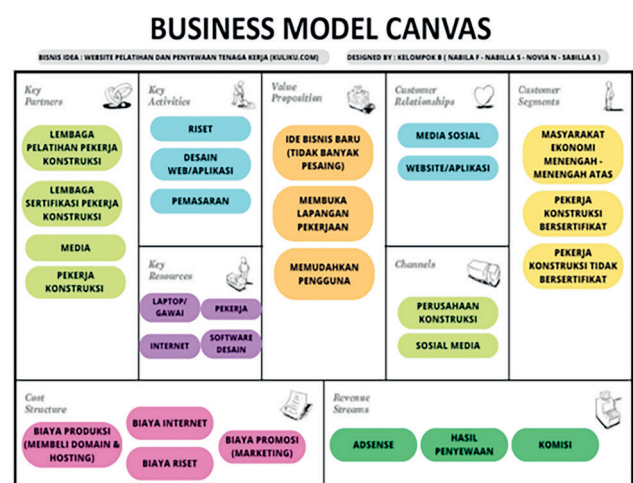 BUSINESS MODEL CANVAS
BISNIS IDEA : WEBSITE PELATIHAN DAN PENYEWAAN TENAGA KERJA (KULIKU.COM)
DESIGNED BY : KELOMPOK B ( NABILA F - NABILLA S - NOVIA N - SABILLA S )
Key
Partners
LEMBAGA
PELATIHAN PEKERJA
KONSTRUKSI
LEMBAGA
SERTIFIKASI PEKERJA
KONSTRUKSI
MEDIA
PEKERJA
KONSTRUKSI
Key
Activities
RISET
DESAIN
WEB/APLIKASI
PEMASARAN
Key
Resources
LAPTOP/
GAWAI
PEKERJA
INTERNET
SOFTWARE
DESAIN
Value
Proposition
IDE BISNIS BARU
(TIDAK BANYAK
PESAING)
MEMBUKA
LAPANGAN
PEKERJAAN
MEMUDAHKAN
PENGGUNA
Customer
Relationships
MEDIA SOSIAL
WEBSITE/APLIKASI
Channels
PERUSAHAAN
KONSTRUKSI
SOSIAL MEDIA
Customer
Segments
MASYARAKAT
EKONOMI
MENENGAH -
MENENGAH ATAS
PEKERJA
KONSTRUKSI
BERSERTIFIKAT
PEKERJA
KONSTRUKSI TIDAK
BERSERTIFIKAT
Cost
Structure
BIAYA PRODUKSI
(MEMBELI DOMAIN &
HOSTING)
BIAYA INTERNET
BIAYA RISET
BIAYA PROMOSI
(MARKETING)
Revenue
Streams
ADSENSE
HASIL
PENYEWAAN
KOMISI